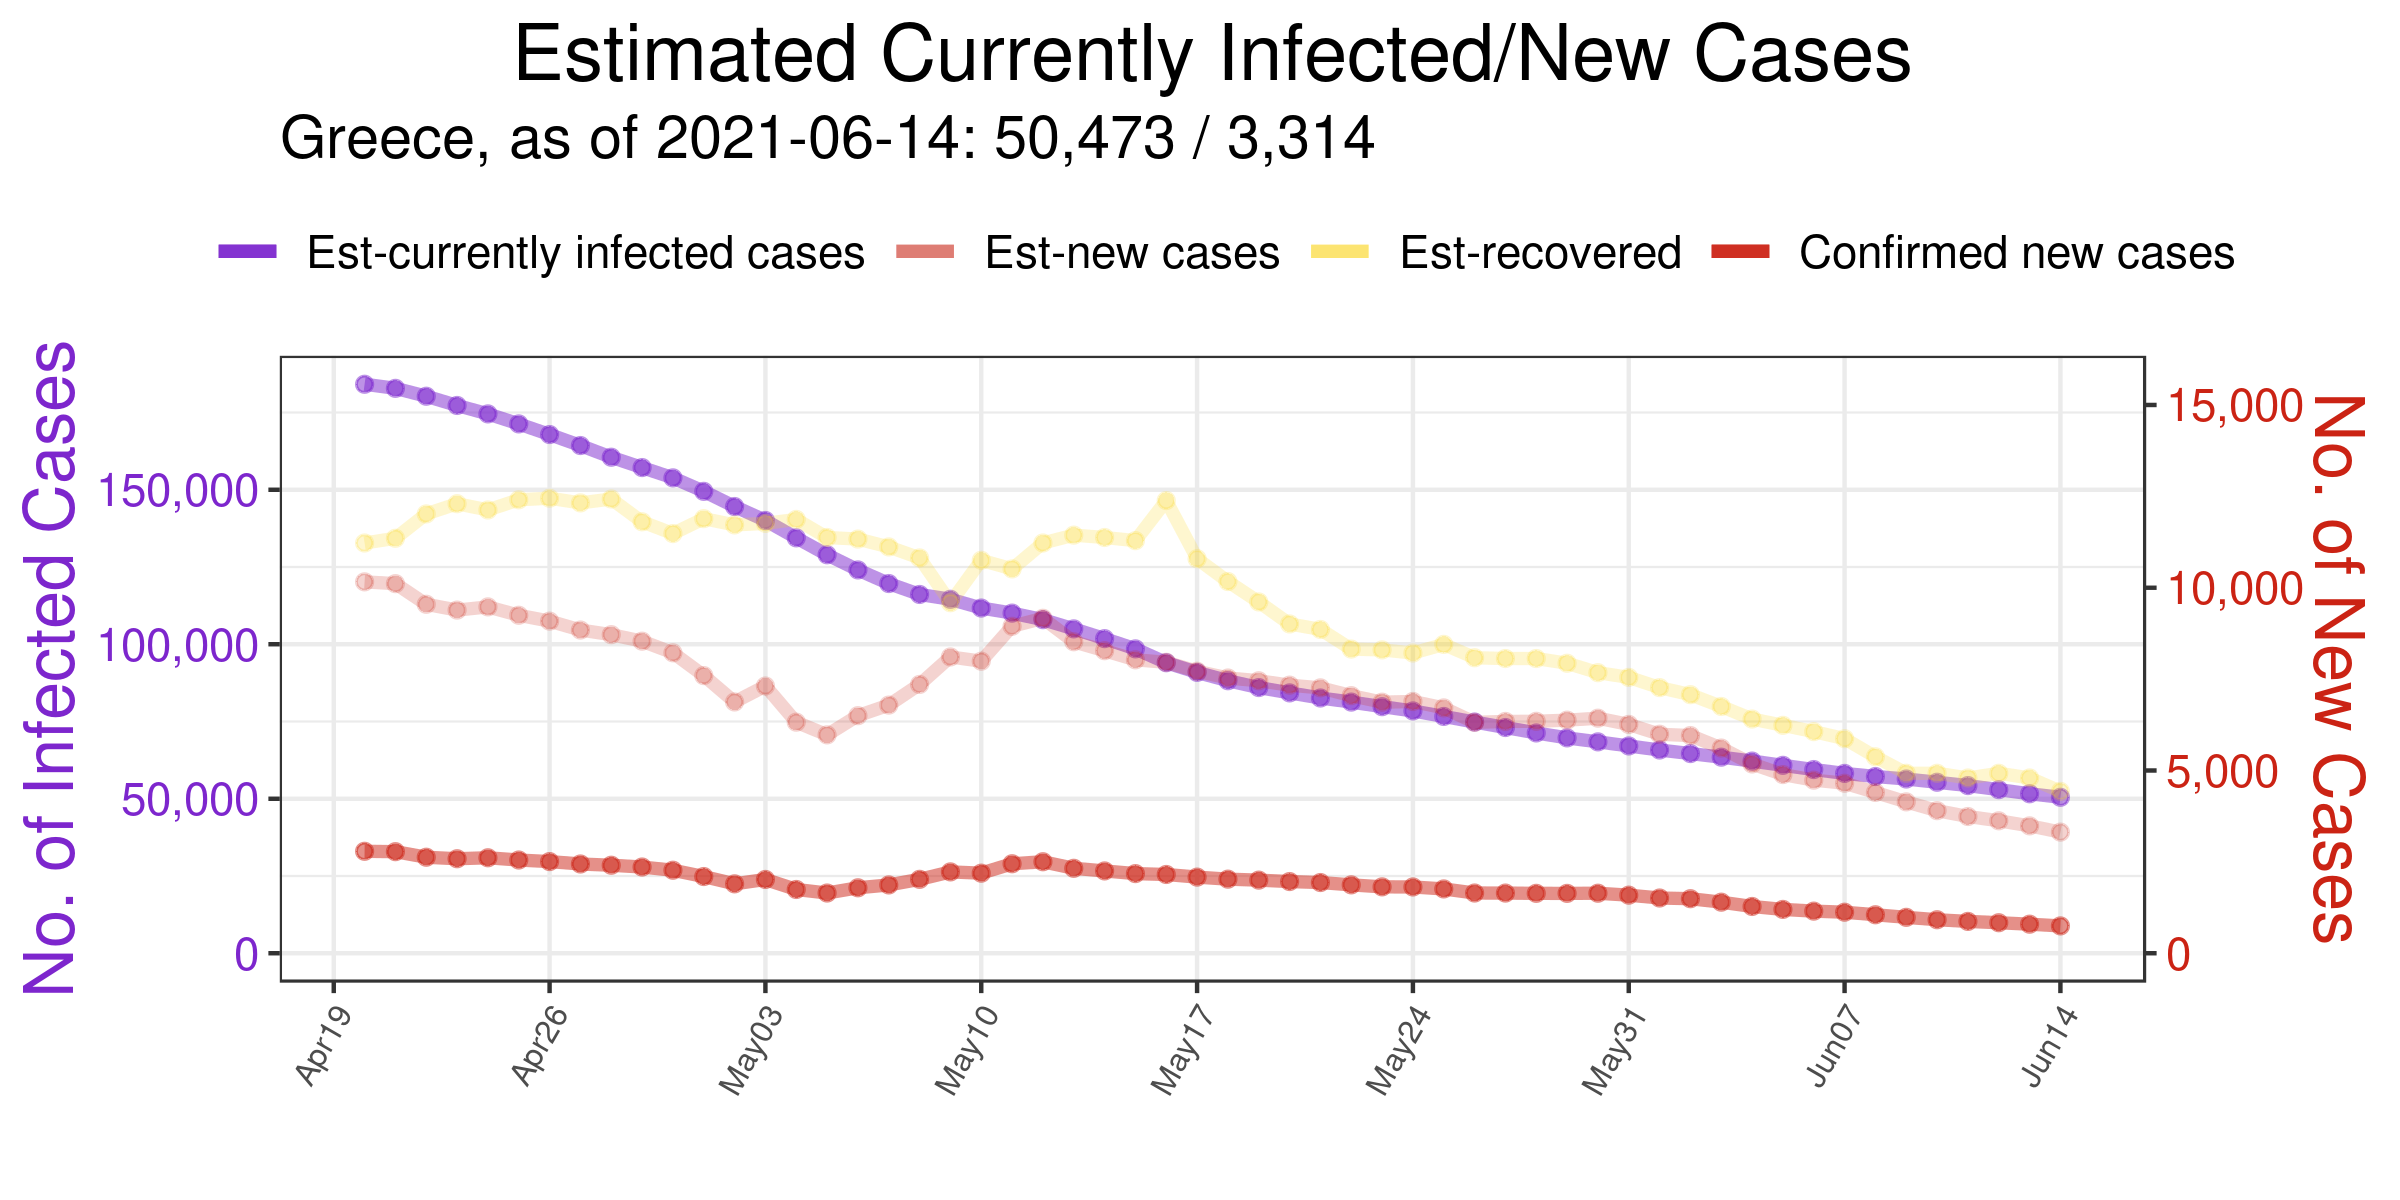 Estimated Currently Infected/New Cases
Greece, as of 2021-06-14: 50,473 / 3,314
Est-currently infected cases Est-new cases Est-recovered Confirmed new cases
No. of Infected Cases
150,000
100,000
50,000
0
15,000
10,000
5,000
0
No. of New Cases
Apr19 Apr26 May03 May10 May17 May24 May31 Jun07 Jun14